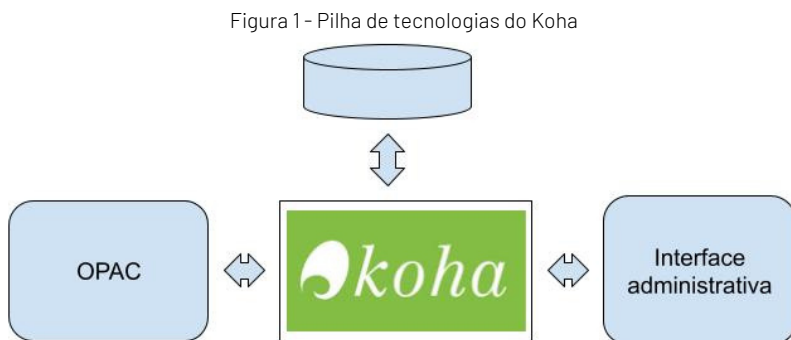 Figura 1 - Pilha de tecnologias do Koha
OPAC
koha
Interface
administrativa